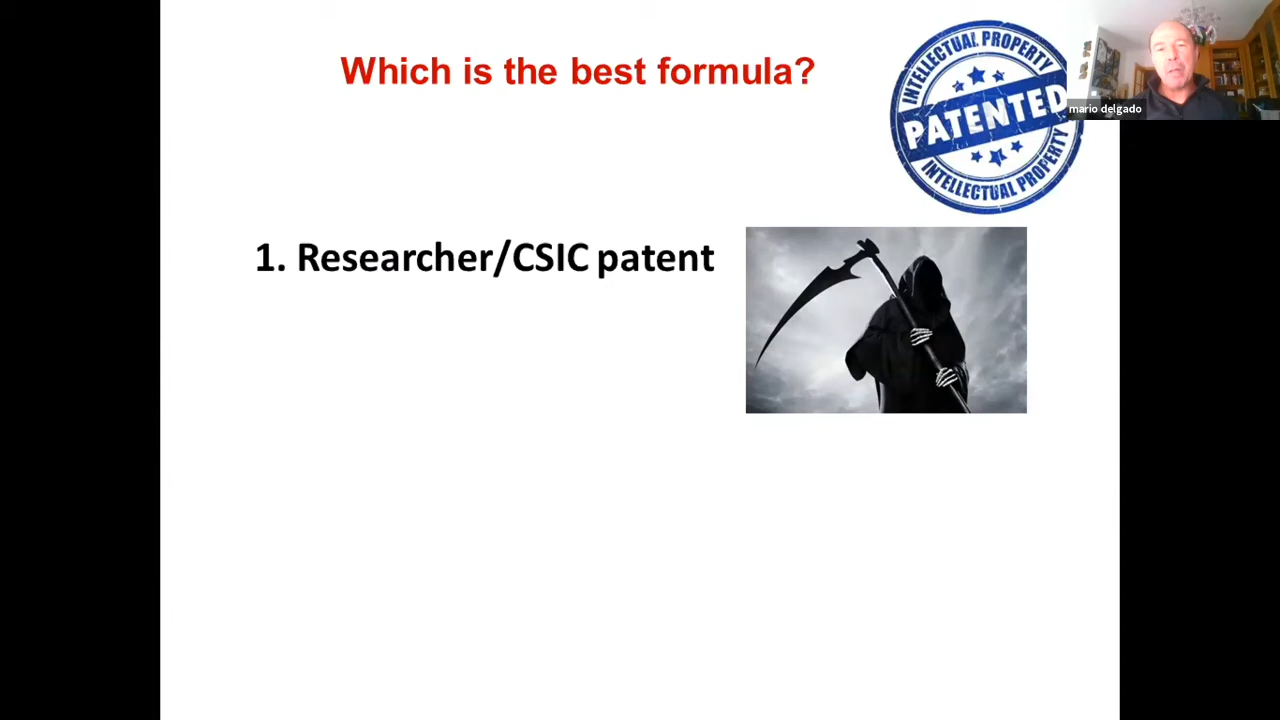 Which is the best formula?
INTELLECTUAL PROPERTY
PATENTED
INTELLECTUAL PROPERTY
mario delgado
1. Researcher/CSIC patent